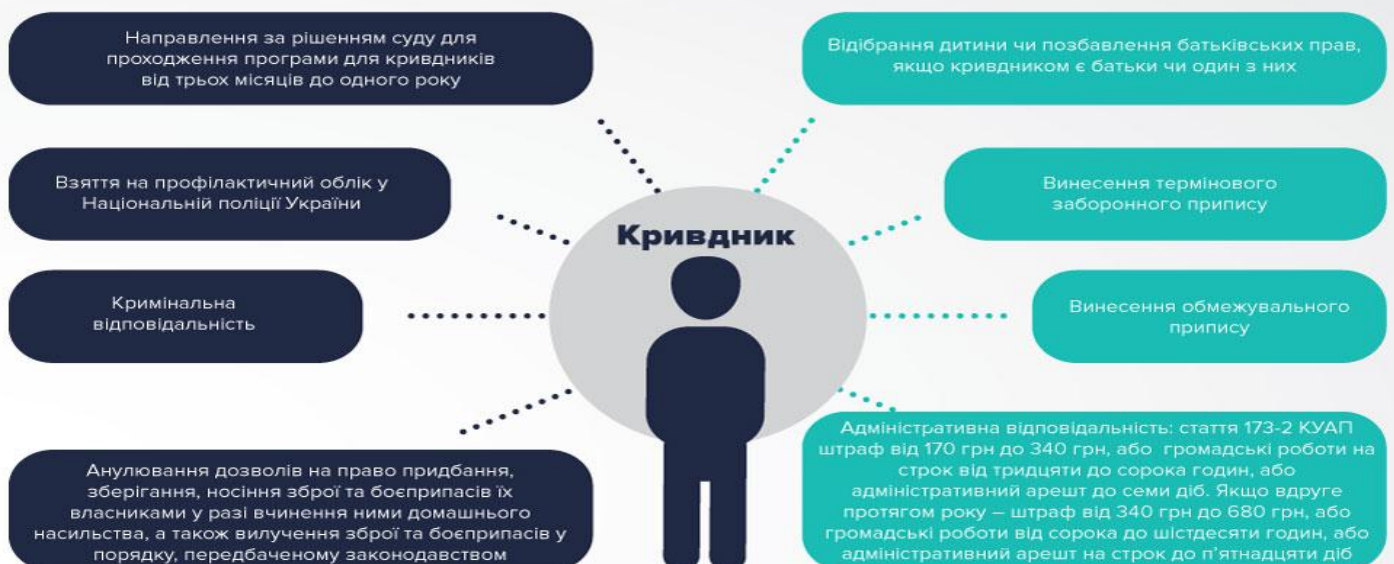 Направлення за рішенням суду для
проходження програми для кривдників
від трьох місяців до одного року
Відібрання дитини чи позбавлення батьківських прав,
якщо кривдником є батьки чи один з них
Взяття на профілактичний облік у
Національній поліції України
Винесення термінового
заборонного припису
Кривдник
Кримінальна
відповідальність
Винесення обмежувального
припису
Анулювання дозволів на право придбання,
зберігання, носіння зброї та боєприпасів їх
власниками у разі вчинення ними домашнього
насильства, а також вилучення зброї та боєприпасів у
порядку, передбаченому законодавством
Адміністративна відповідальність: стаття 173-2 КУАП
штраф від 170 грн до 340 грн, або громадські роботи на
строк від тридцяти до сорока годин, або
адміністративний арешт до семи діб. Якщо вдруге
протягом року – штраф від 340 грн до 680 грн, або
громадські роботи від сорока до шістдесяти годин, або
адміністративний арешт на строк до п'ятнадцяти діб